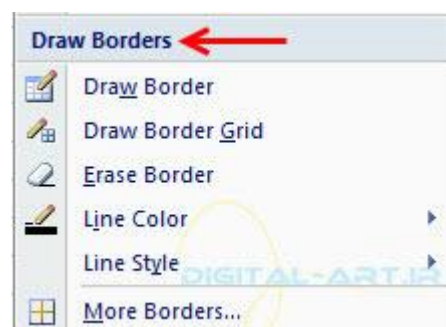 Draw Borders
Draw Border
Draw Border Grid
Erase Border
Line Color
Line Style
DIGITAL-ART.IR
More Borders...